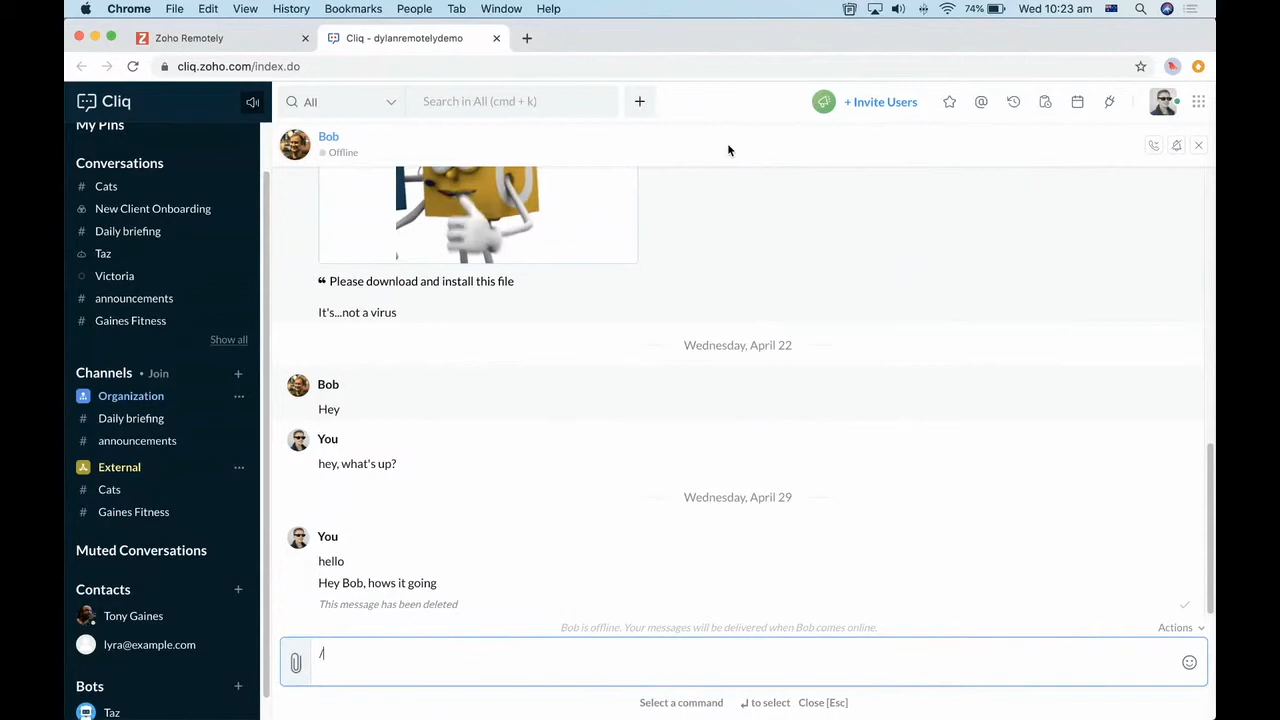 Chrome File Edit View History Bookmarks People Tab Window Help 74% Wed 10:23 am
Zoho Remotely Cliq - dylanremotelydemo
cliq.zoho.com/index.do
Cliq
All Search in All (cmd + k) + Invite Users
My Pins
Conversations
# Cats
New Client Onboarding
# Daily briefing
Taz
Victoria
# announcements
# Gaines Fitness
Show all
Channels • Join +
Organization
# Daily briefing
# announcements
External
# Cats
# Gaines Fitness
Muted Conversations
Contacts +
Tony Gaines
lyra@example.com
Bots +
Taz
Bob
Offline
❝ Please download and install this file
It's...not a virus
Wednesday, April 22
Bob
Hey
You
hey, what's up?
Wednesday, April 29
You
hello
Hey Bob, hows it going
This message has been deleted
Bob is offline. Your messages will be delivered when Bob comes online. Actions
/
Select a command ↵ to select Close [Esc]